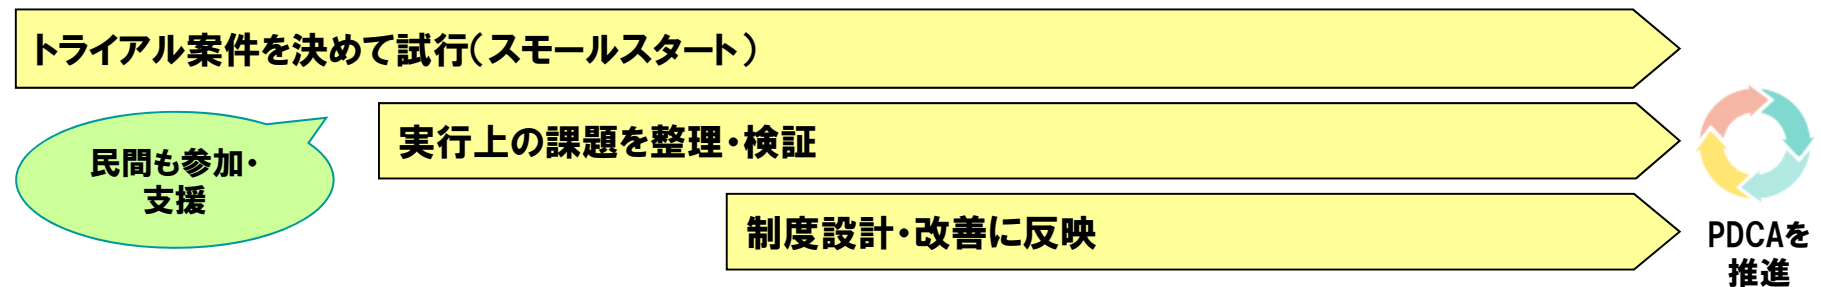 トライアル案件を決めて試行(スモールスタート)
民間も参加・
支援
実行上の課題を整理・検証
制度設計・改善に反映
PDCAを
推進